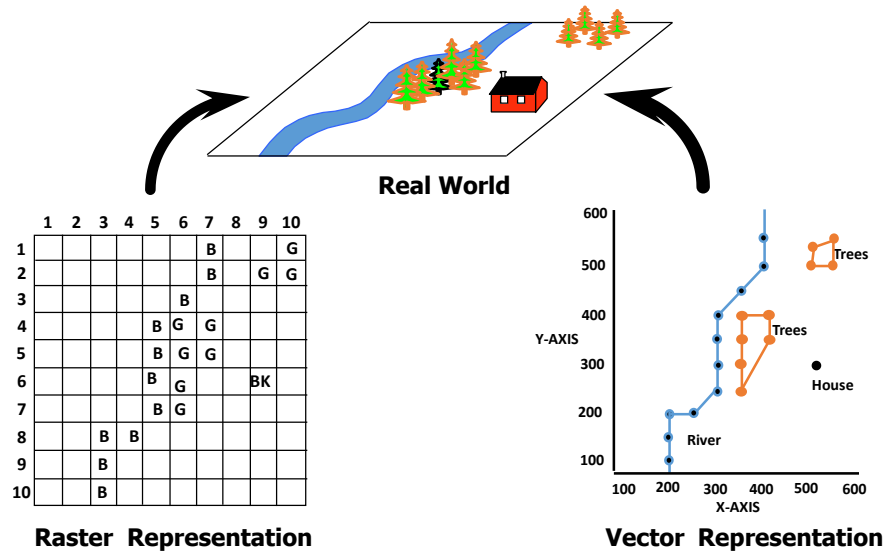 Real World
1 2 3 4 5 6 7 8 9 10
1 B G
2 B G G
3 B
4 B G G
5 B G G
6 B G BK
7 B G
8 B B
9 B
10 B
Raster Representation
600
500
400
Y-AXIS
300
200
100
Trees
Trees
House
River
100 200 300 400 500 600
X-AXIS
Vector Representation